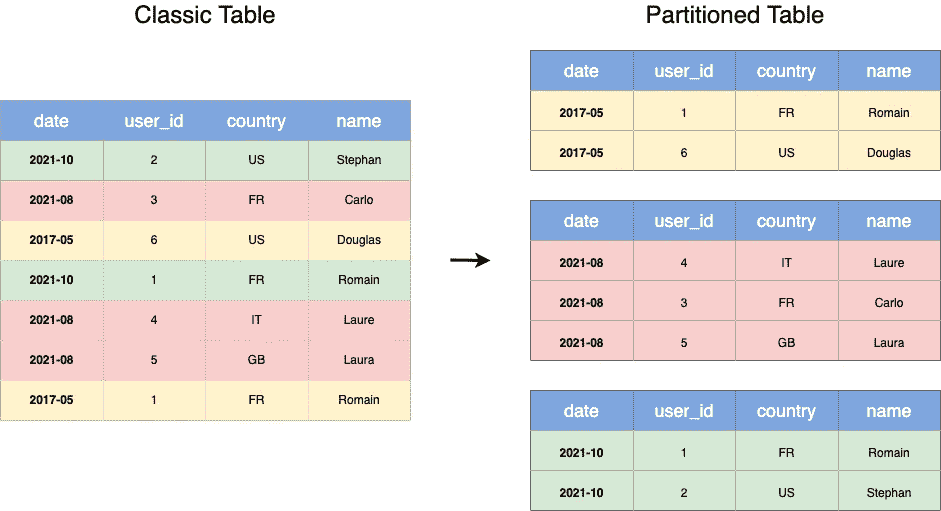 Classic Table
date user_id country name
2021-10 2 US Stephan
2021-08 3 FR Carlo
2017-05 6 US Douglas
2021-10 1 FR Romain
2021-08 4 IT Laure
2021-08 5 GB Laura
2017-05 1 FR Romain
Partitioned Table
date user_id country name
2017-05 1 FR Romain
2017-05 6 US Douglas
date user_id country name
2021-08 4 IT Laure
2021-08 3 FR Carlo
2021-08 5 GB Laura
date user_id country name
2021-10 1 FR Romain
2021-10 2 US Stephan